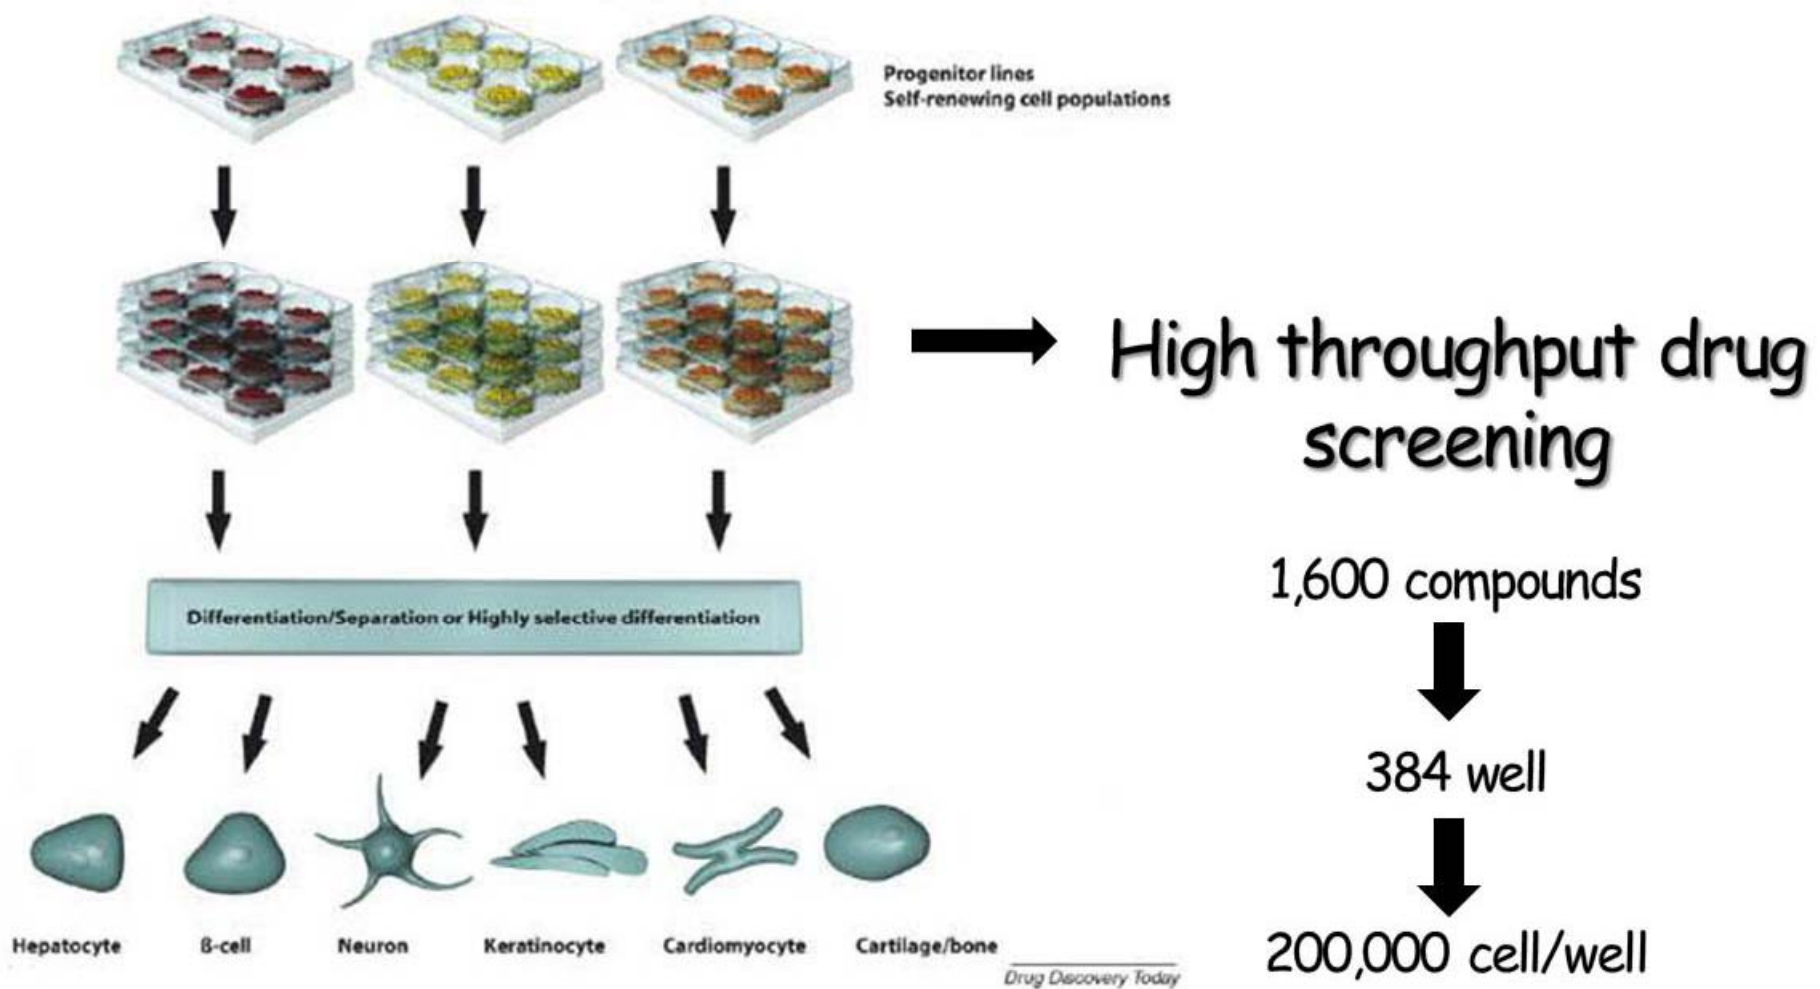 Progenitor lines
Self-renewing cell populations
High throughput drug
screening
1,600 compounds
384 well
200,000 cell/well
Differentiation/Separation or Highly selective differentiation
Hepatocyte
ß-cell
Neuron
Keratinocyte
Cardiomyocyte
Cartilage/bone
Drug Discovery Today